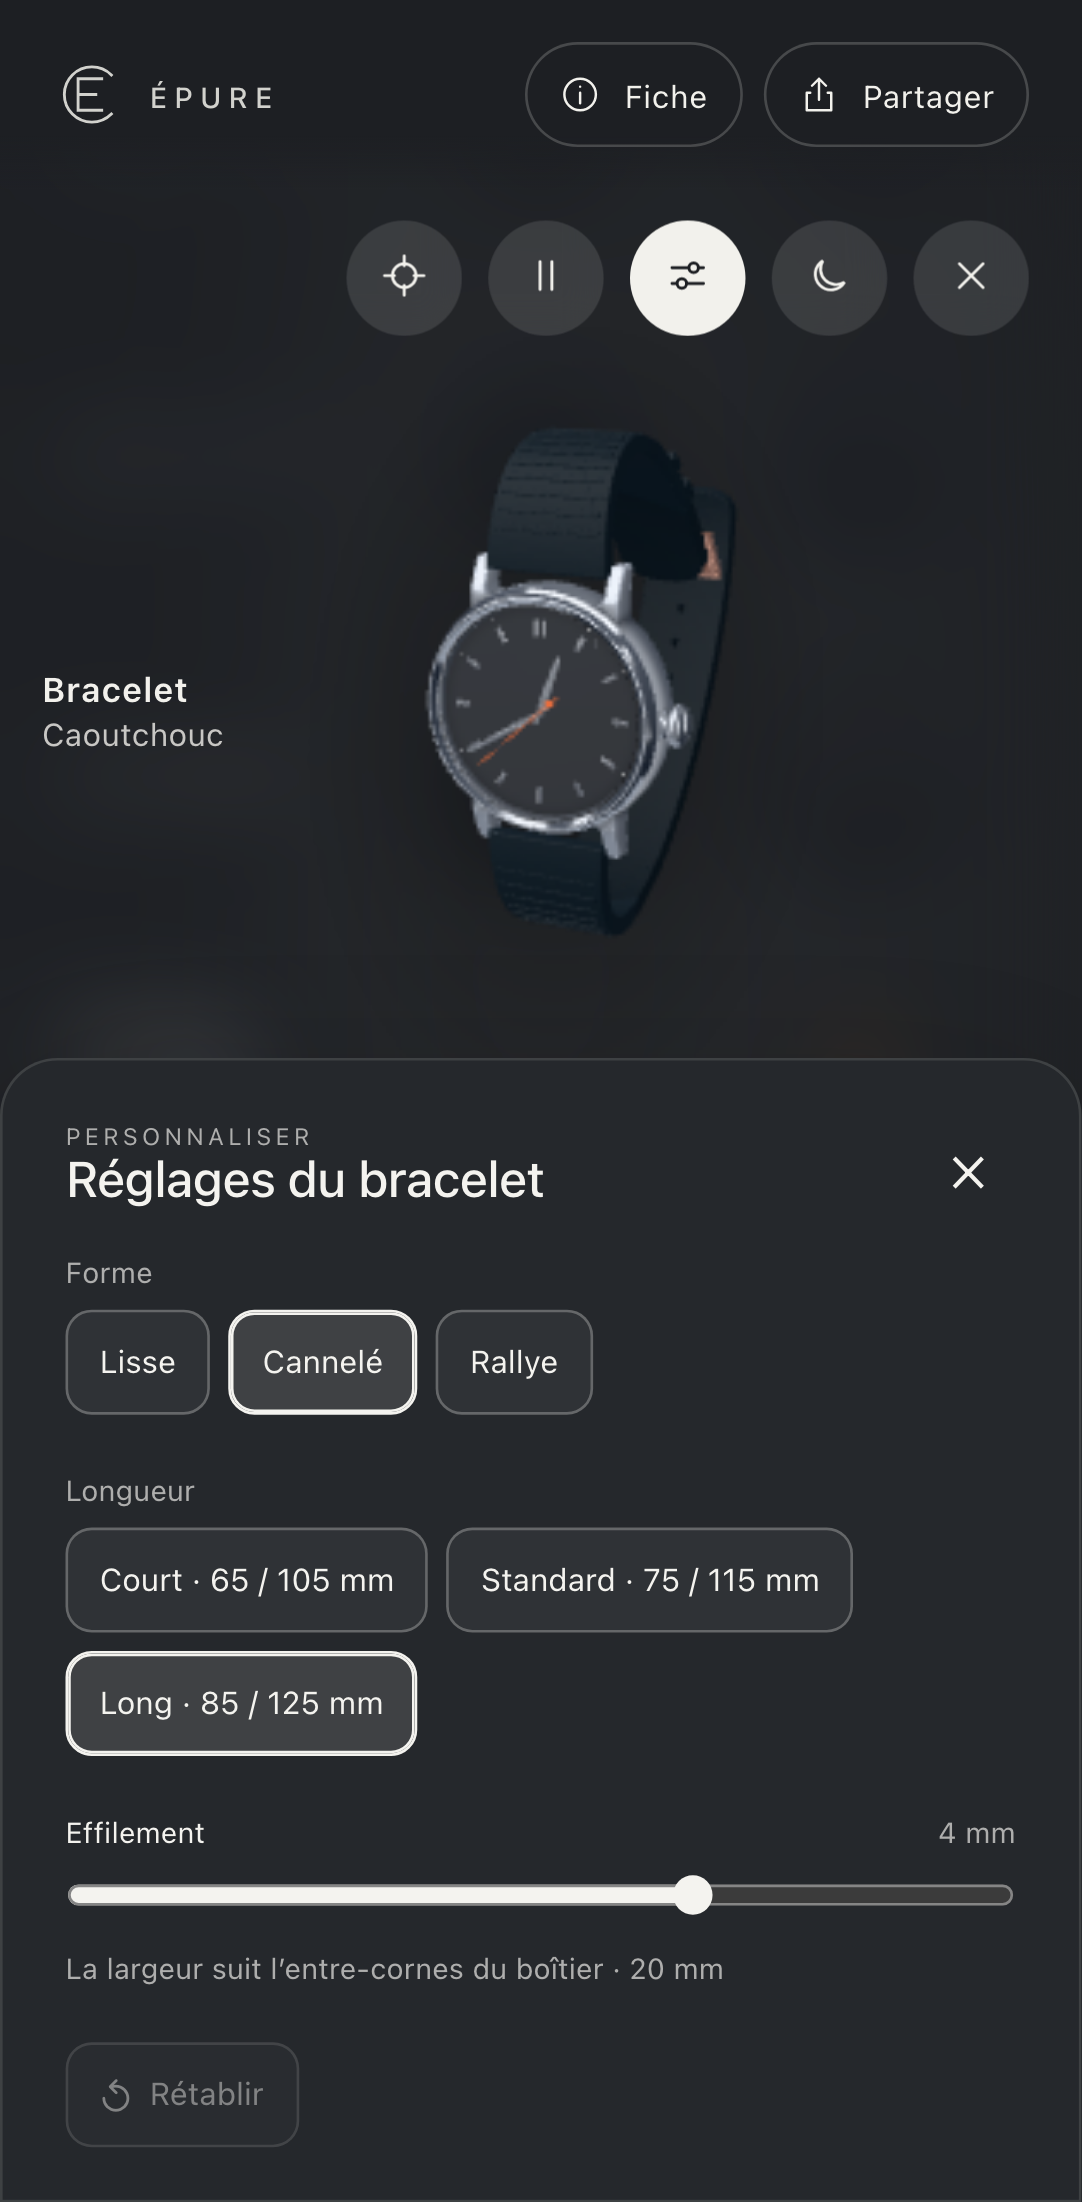 ÉPURE
Fiche
Partager
Bracelet
Caoutchouc
PERSONNALISER
Réglages du bracelet
Forme
Lisse
Cannelé
Rallye
Longueur
Court · 65 / 105 mm
Standard · 75 / 115 mm
Long · 85 / 125 mm
Effilement
4 mm
La largeur suit l’entre-cornes du boîtier · 20 mm
Rétablir